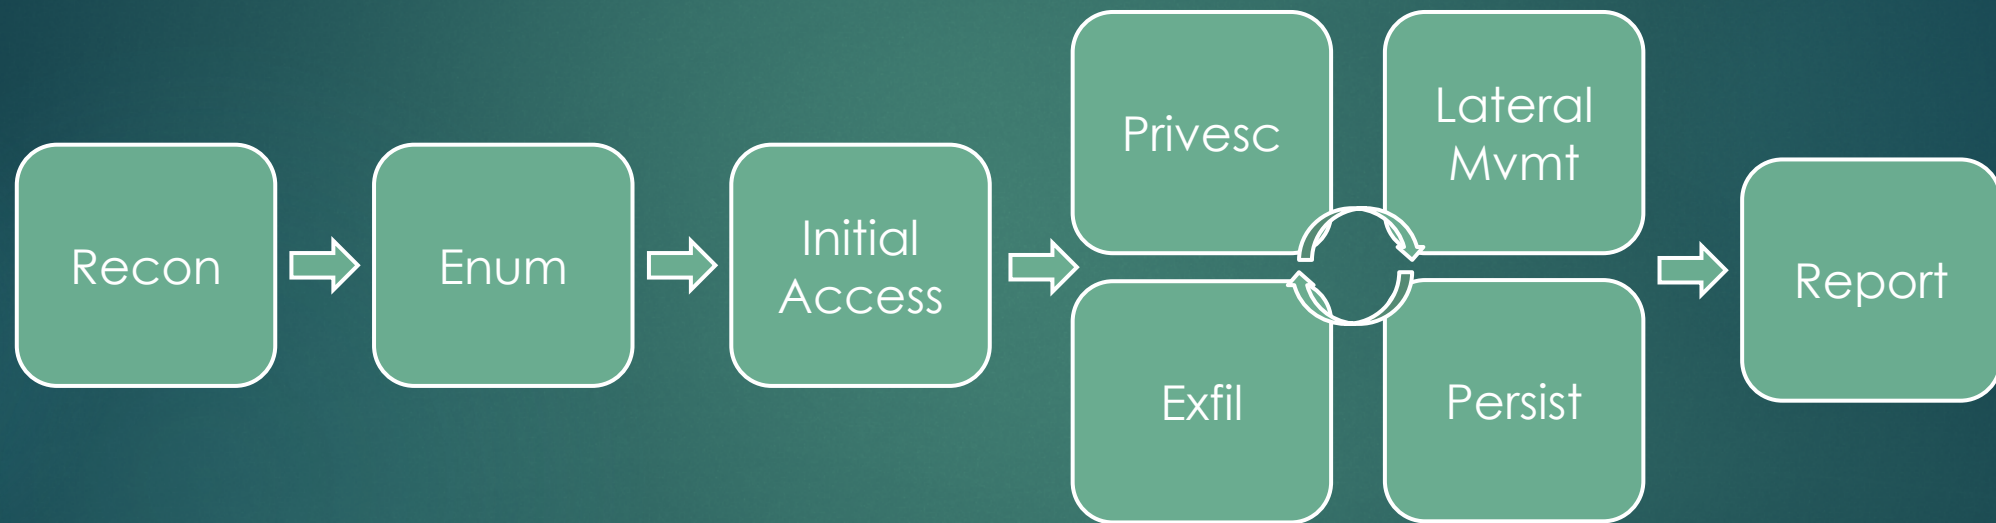 Recon
Enum
Initial
Access
Privesc
Lateral
Mvmt
Exfil
Persist
Report